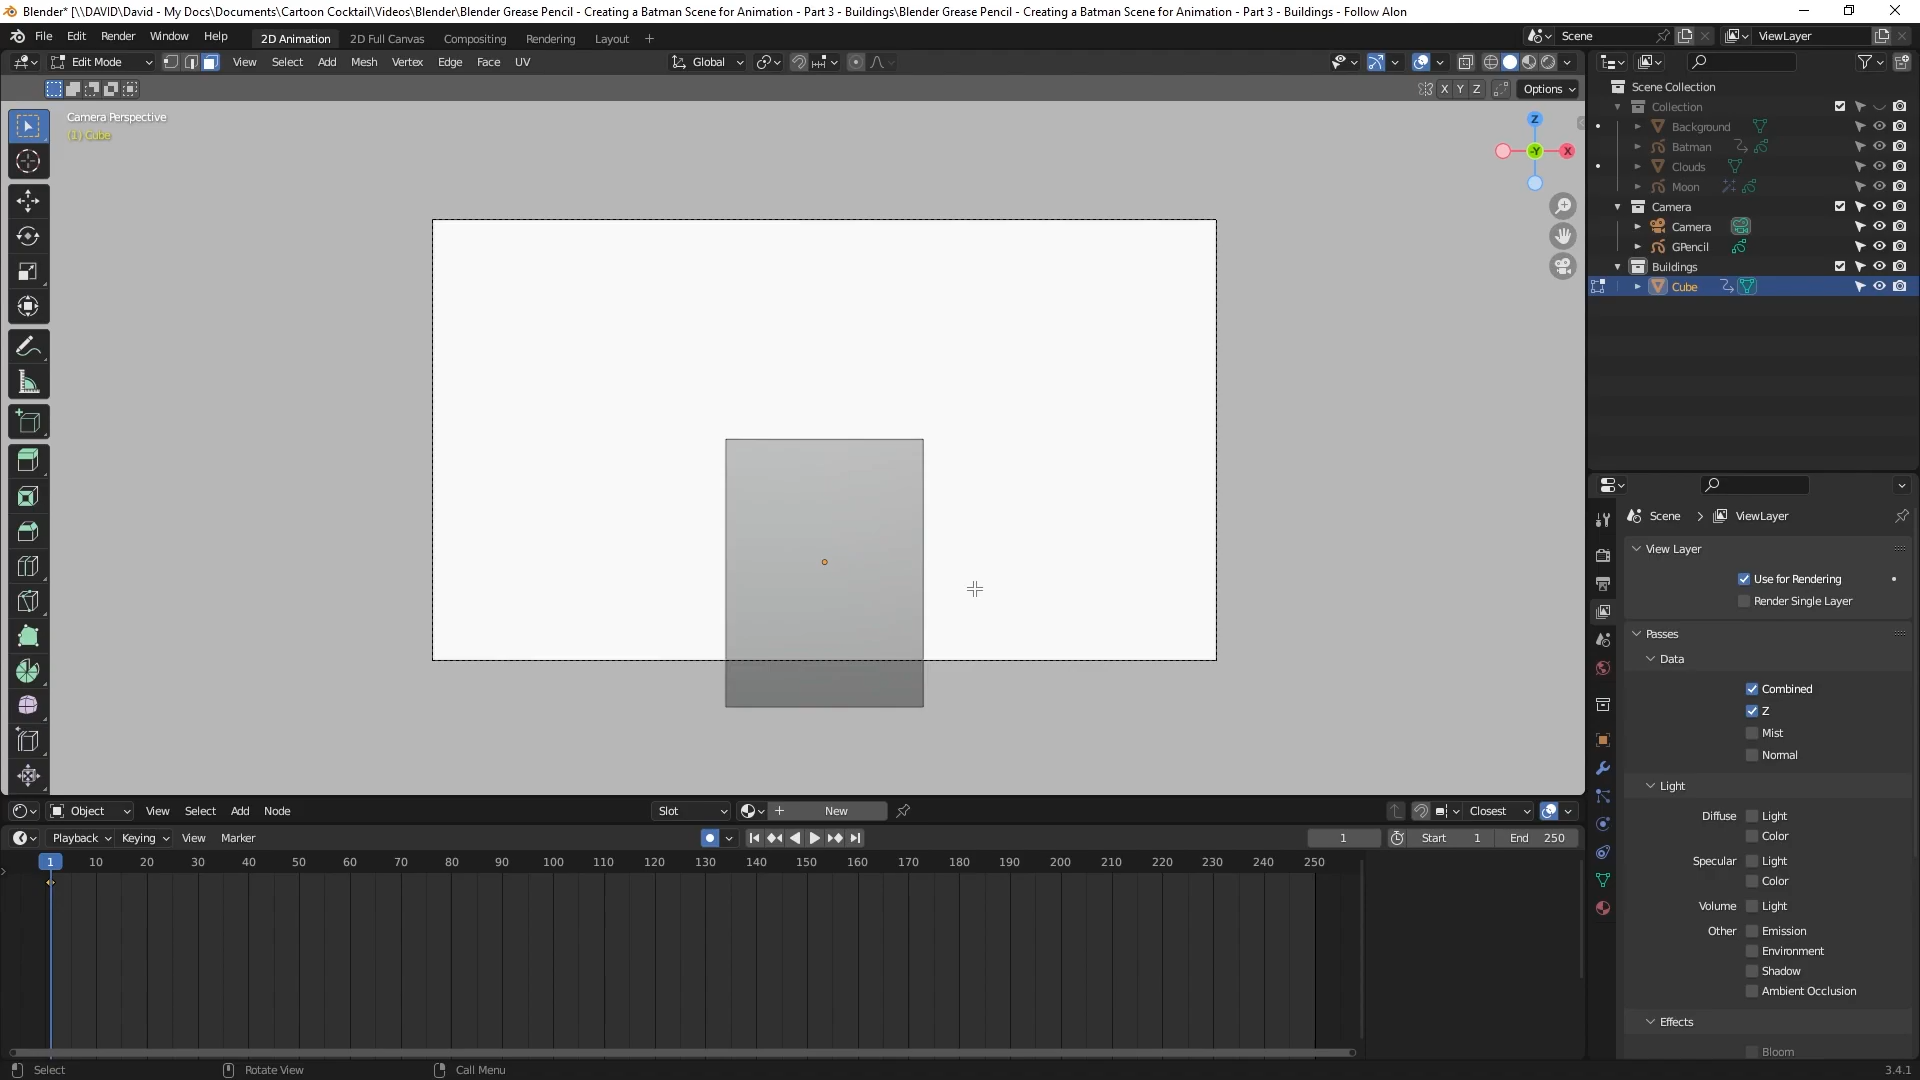 Blender* [\\DAVID\David - My Docs\Documents\Cartoon Cocktail\Videos\Blender\Blender Grease Pencil - Creating a Batman Scene for Animation - Part 3 - Buildings\Blender Grease Pencil - Creating a Batman Scene for Animation - Part 3 - Buildings - Follow Alon
File Edit Render Window Help 2D Animation 2D Full Canvas Compositing Rendering Layout + Scene ViewLayer
Edit Mode View Select Add Mesh Vertex Edge Face UV Global
X Y Z Options
Camera Perspective
(1) Cube
Z
-Y X
Scene Collection
Collection
Background
Batman
Clouds
Moon
Camera
Camera
GPencil
Buildings
Cube
Scene > ViewLayer
View Layer
Use for Rendering
Render Single Layer
Passes
Data
Combined
Z
Mist
Normal
Light
Diffuse Light
Color
Specular Light
Color
Volume Light
Other Emission
Environment
Shadow
Ambient Occlusion
Effects
Bloom
Object View Select Add Node Slot New Closest
Playback Keying View Marker 1 Start 1 End 250
1 10 20 30 40 50 60 70 80 90 100 110 120 130 140 150 160 170 180 190 200 210 220 230 240 250
Select Rotate View Call Menu 3.4.1